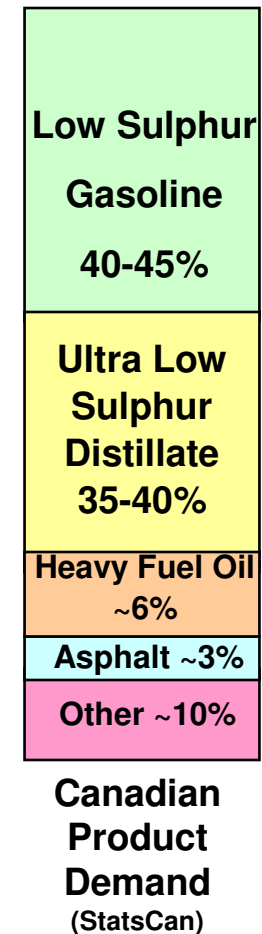 Low Sulphur
Gasoline
40-45%
Ultra Low
Sulphur
Distillate
35-40%
Heavy Fuel Oil
~6%
Asphalt ~3%
Other ~10%
Canadian
Product
Demand
(StatsCan)